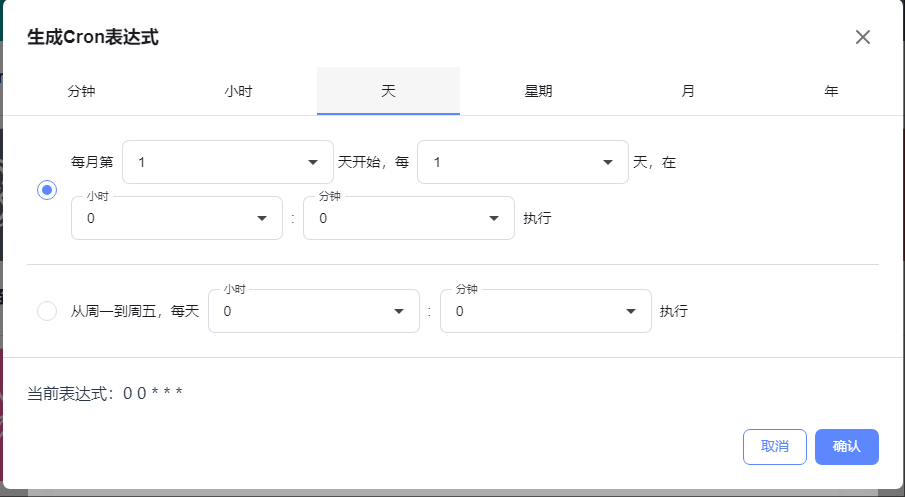 生成Cron表达式
分钟 小时 天 星期 月 年
每月第 1 天开始，每 1 天，在
小时 分钟
0 : 0 执行
小时 分钟
从周一到周五，每天 0 : 0 执行
当前表达式：0 0 * * *
取消 确认